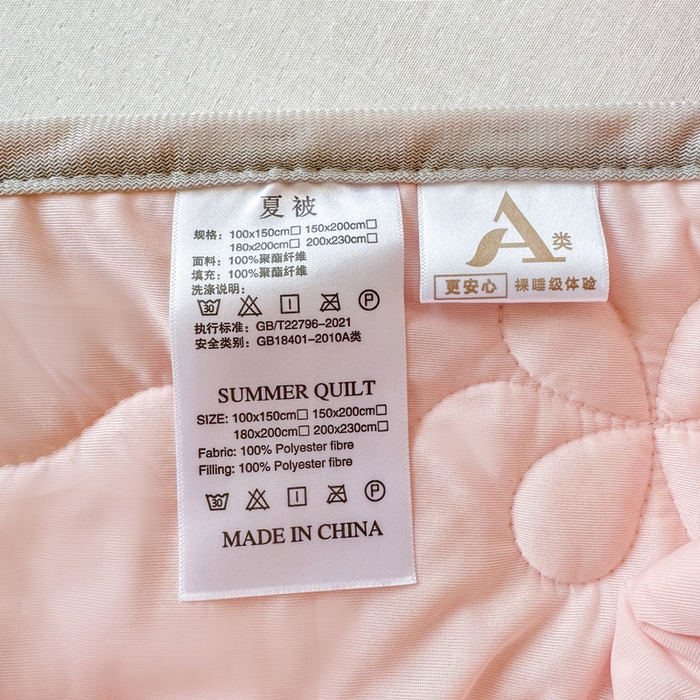 夏被
规格：100x150cm□ 150x200cm□
180x200cm□ 200x230cm□
面料：100%聚酯纤维
填充：100%聚酯纤维
洗涤说明：
30 P
执行标准：GB/T22796-2021
安全类别：GB18401-2010A类
SUMMER QUILT
SIZE: 100x150cm□ 150x200cm□
180x200cm□ 200x230cm□
Fabric: 100% Polyester fibre
Filling: 100% Polyester fibre
30 P
MADE IN CHINA
A类
更安心 裸睡级体验